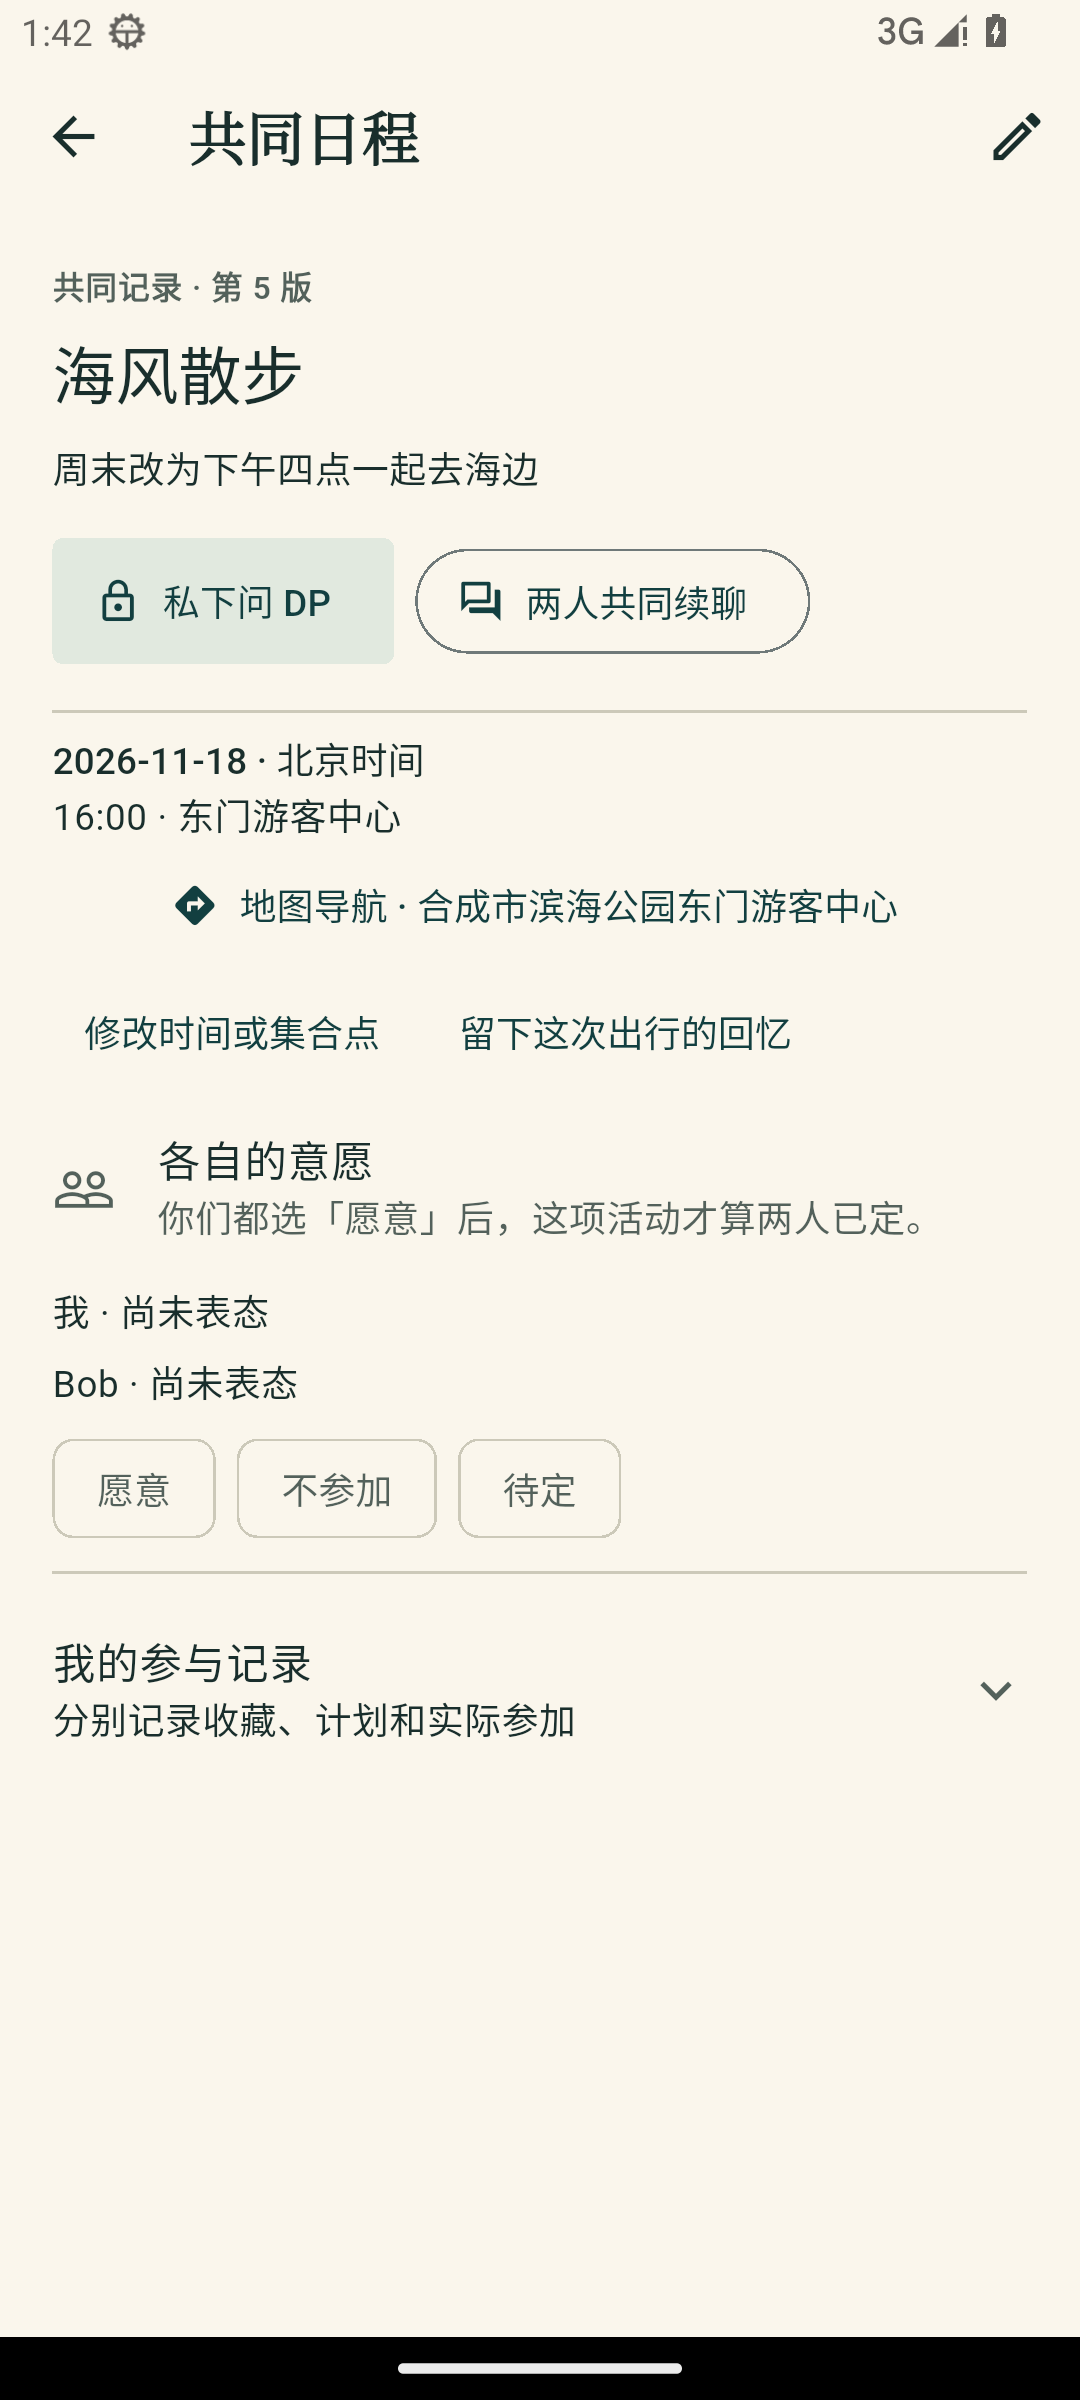 1:42
3G
共同日程
共同记录 · 第 5 版
海风散步
周末改为下午四点一起去海边
私下问 DP
两人共同续聊
2026-11-18 · 北京时间
16:00 · 东门游客中心
地图导航 · 合成市滨海公园东门游客中心
修改时间或集合点
留下这次出行的回忆
各自的意愿
你们都选「愿意」后，这项活动才算两人已定。
我 · 尚未表态
Bob · 尚未表态
愿意
不参加
待定
我的参与记录
分别记录收藏、计划和实际参加